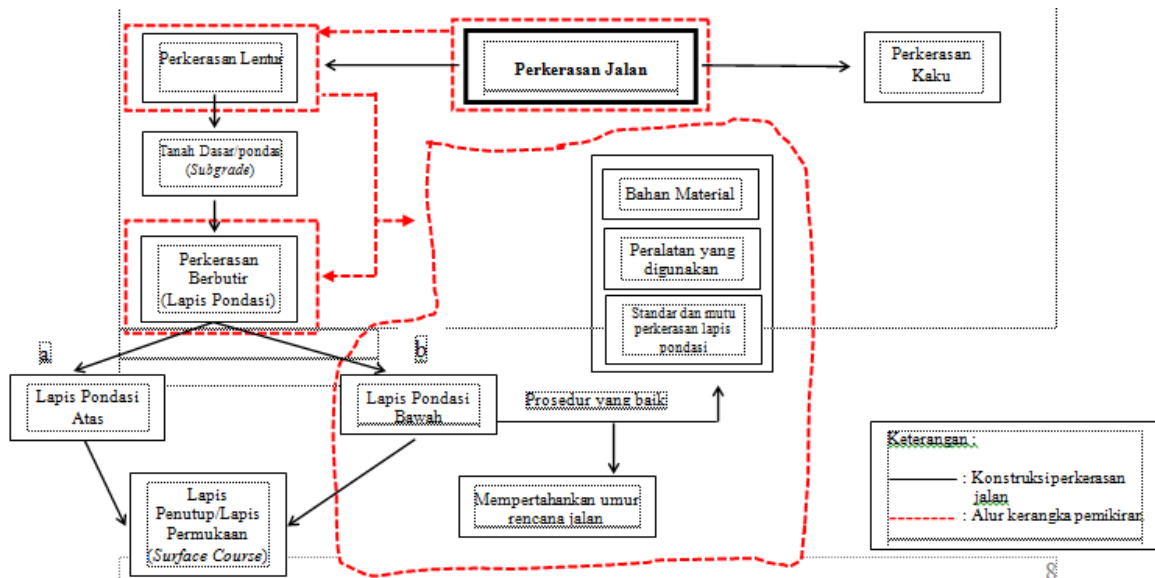 Perkerasan Lentur
Perkerasan Jalan
Perkerasan
Kaku
Tanah Dasar/pondas
(Subgrade)
Perkerasan
Berbutir
(Lapis Pondasi)
Bahan Material
Peralatan yang
digunakan
Standar dan mutu
perkerasan lapis
pondasi
a
b
Lapis Pondasi
Atas
Lapis Pondasi
Bawah
Prosedur yang baik
Mempertahankan umur
rencana jalan
Lapis
Penutup/Lapis
Permukaan
(Surface Course)
Keterangan :
: Konstruksi perkerasan
jalan
: Alur kerangka pemikiran
8